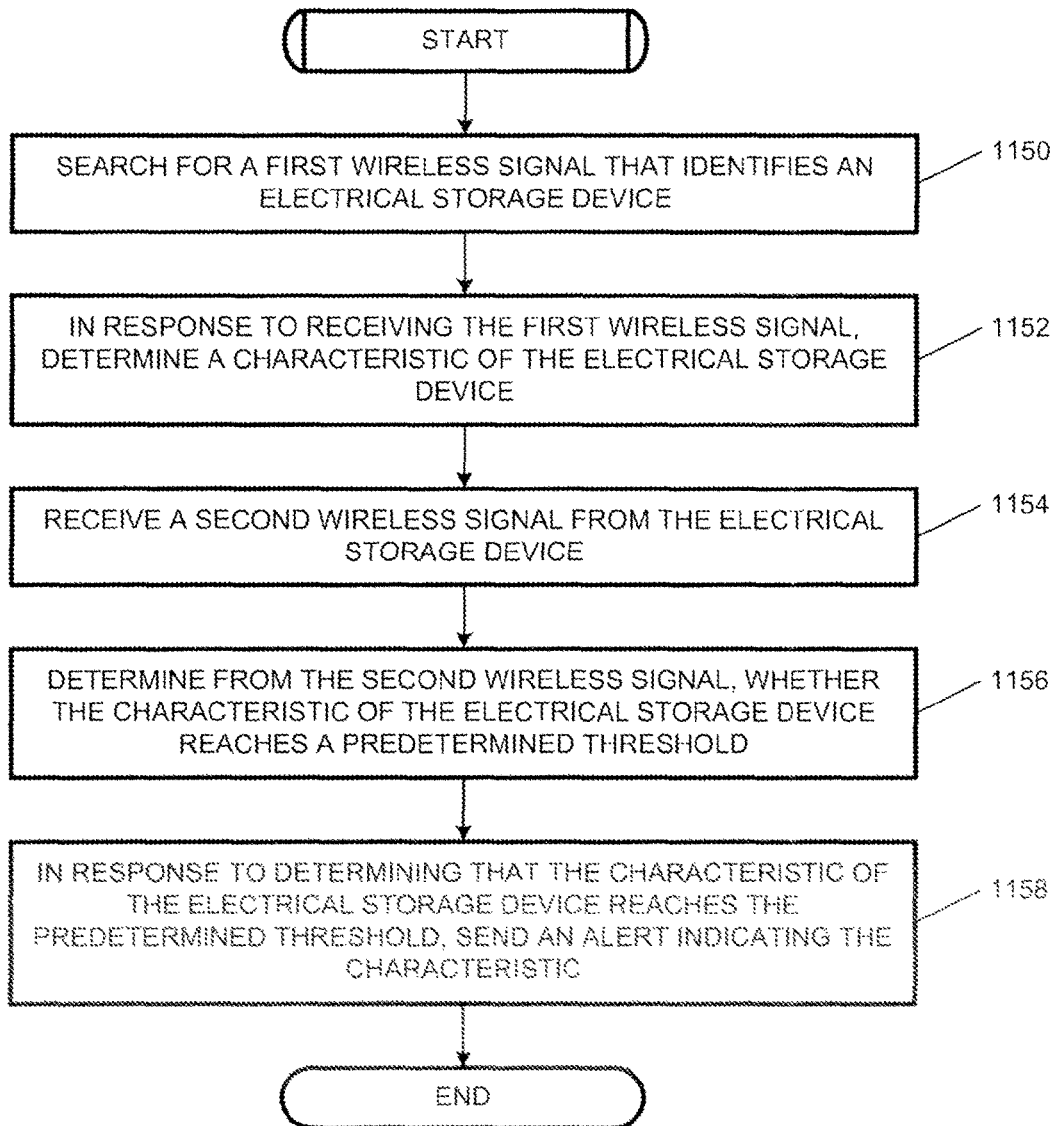 START
SEARCH FOR A FIRST WIRELESS SIGNAL THAT IDENTIFIES AN
ELECTRICAL STORAGE DEVICE
1150
IN RESPONSE TO RECEIVING THE FIRST WIRELESS SIGNAL,
DETERMINE A CHARACTERISTIC OF THE ELECTRICAL STORAGE
DEVICE
1152
RECEIVE A SECOND WIRELESS SIGNAL FROM THE ELECTRICAL
STORAGE DEVICE
1154
DETERMINE FROM THE SECOND WIRELESS SIGNAL, WHETHER
THE CHARACTERISTIC OF THE ELECTRICAL STORAGE DEVICE
REACHES A PREDETERMINED THRESHOLD
1156
IN RESPONSE TO DETERMINING THAT THE CHARACTERISTIC OF
THE ELECTRICAL STORAGE DEVICE REACHES THE
PREDETERMINED THRESHOLD, SEND AN ALERT INDICATING THE
CHARACTERISTIC
1158
END